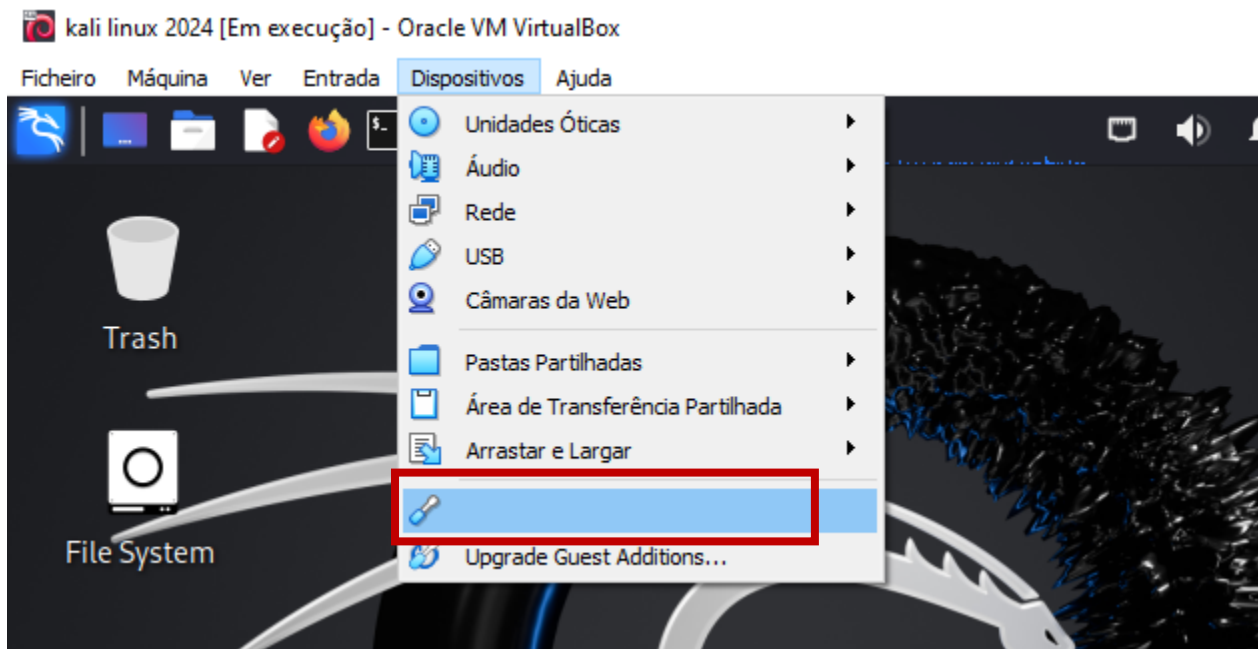 kali linux 2024 [Em execução] - Oracle VM VirtualBox
Ficheiro Máquina Ver Entrada Dispositivos Ajuda
$_
Unidades Óticas
Áudio
Rede
USB
Câmaras da Web
Trash
Pastas Partilhadas
Área de Transferência Partilhada
Arrastar e Largar
File System
Upgrade Guest Additions...